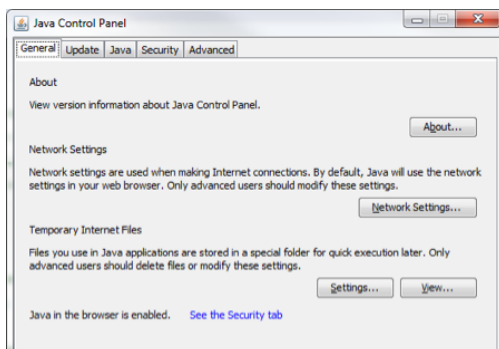 Java Control Panel
General Update Java Security Advanced
About
View version information about Java Control Panel.
About...
Network Settings
Network settings are used when making Internet connections. By default, Java will use the network
settings in your web browser. Only advanced users should modify these settings.
Network Settings...
Temporary Internet Files
Files you use in Java applications are stored in a special folder for quick execution later. Only
advanced users should delete files or modify these settings.
Settings... View...
Java in the browser is enabled. See the Security tab